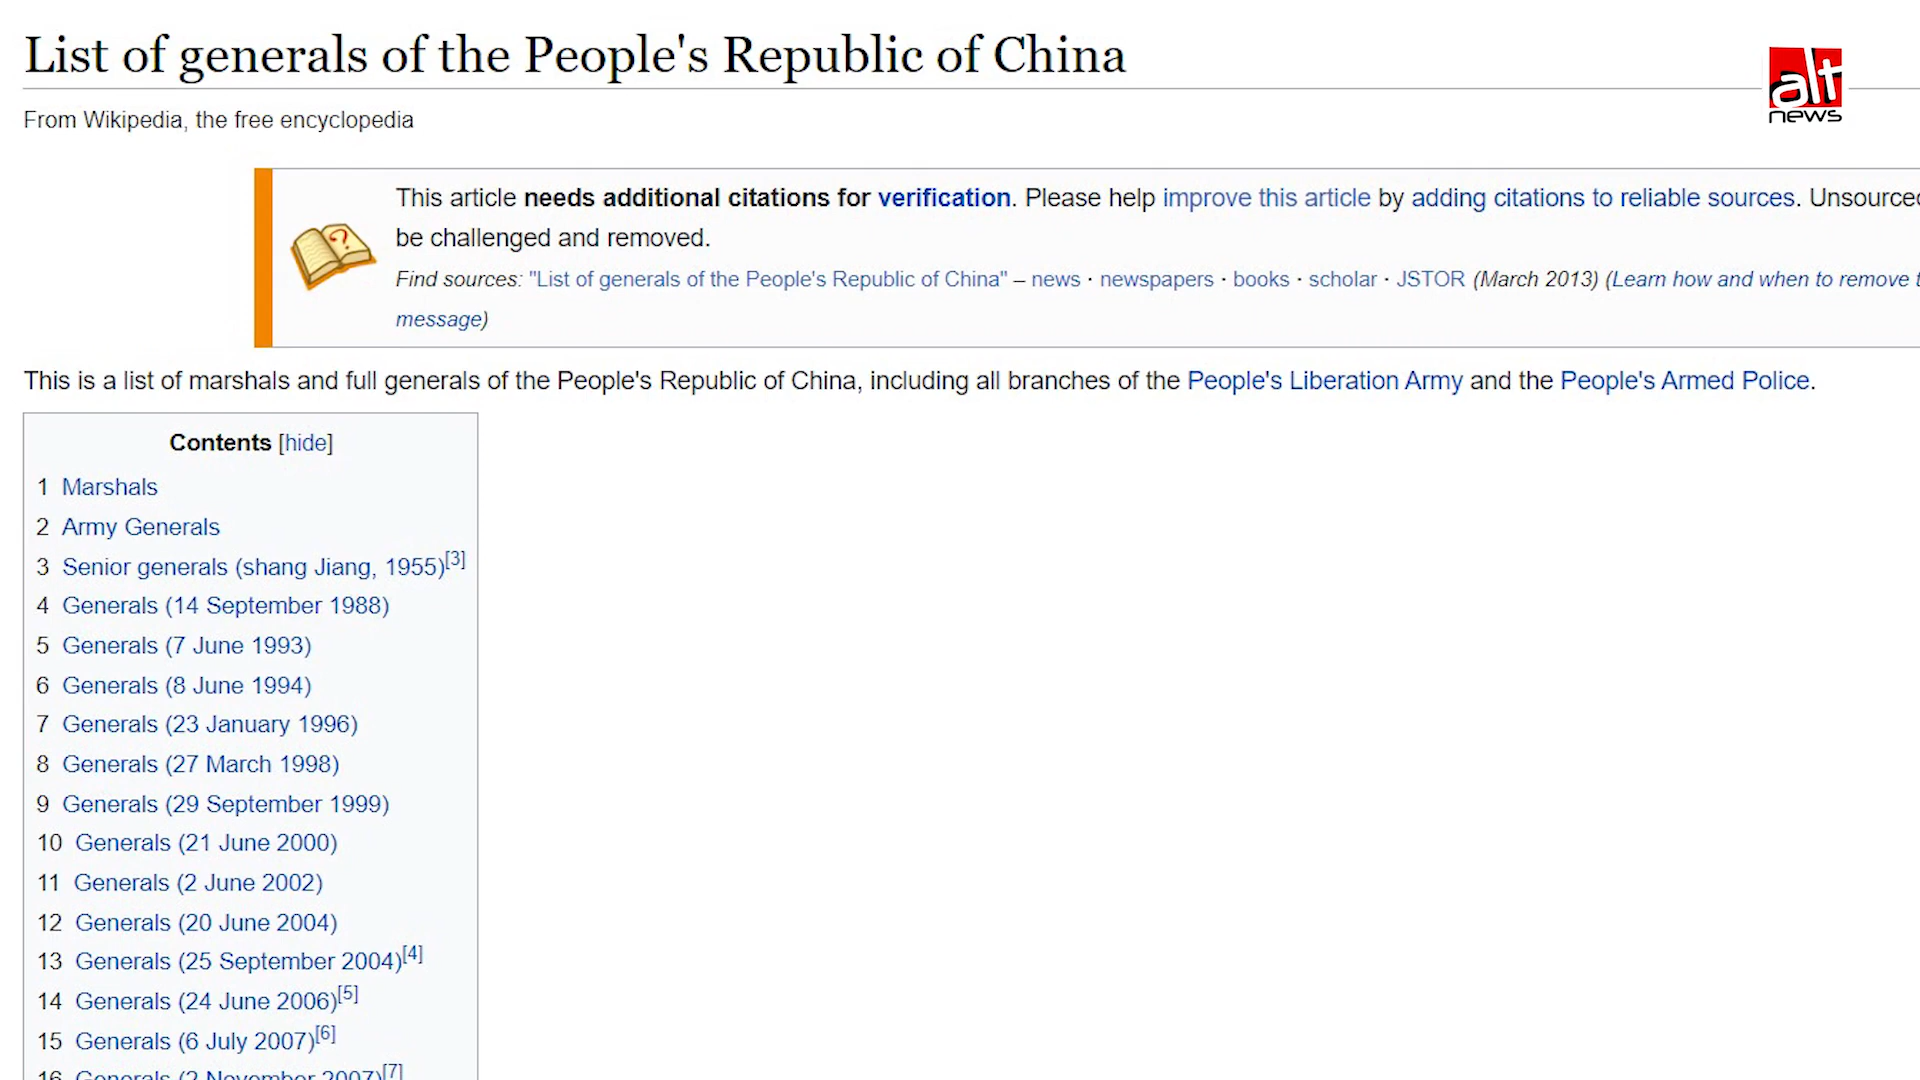 List of generals of the People's Republic of China
alt
news
From Wikipedia, the free encyclopedia
This article needs additional citations for verification. Please help improve this article by adding citations to reliable sources. Unsourced
be challenged and removed.
Find sources: "List of generals of the People's Republic of China" – news · newspapers · books · scholar · JSTOR (March 2013) (Learn how and when to remove
message)
This is a list of marshals and full generals of the People's Republic of China, including all branches of the People's Liberation Army and the People's Armed Police.
Contents [hide]
1 Marshals
2 Army Generals
3 Senior generals (shang Jiang, 1955)[3]
4 Generals (14 September 1988)
5 Generals (7 June 1993)
6 Generals (8 June 1994)
7 Generals (23 January 1996)
8 Generals (27 March 1998)
9 Generals (29 September 1999)
10 Generals (21 June 2000)
11 Generals (2 June 2002)
12 Generals (20 June 2004)
13 Generals (25 September 2004)[4]
14 Generals (24 June 2006)[5]
15 Generals (6 July 2007)[6]
16 Generals (2 November 2007)[7]